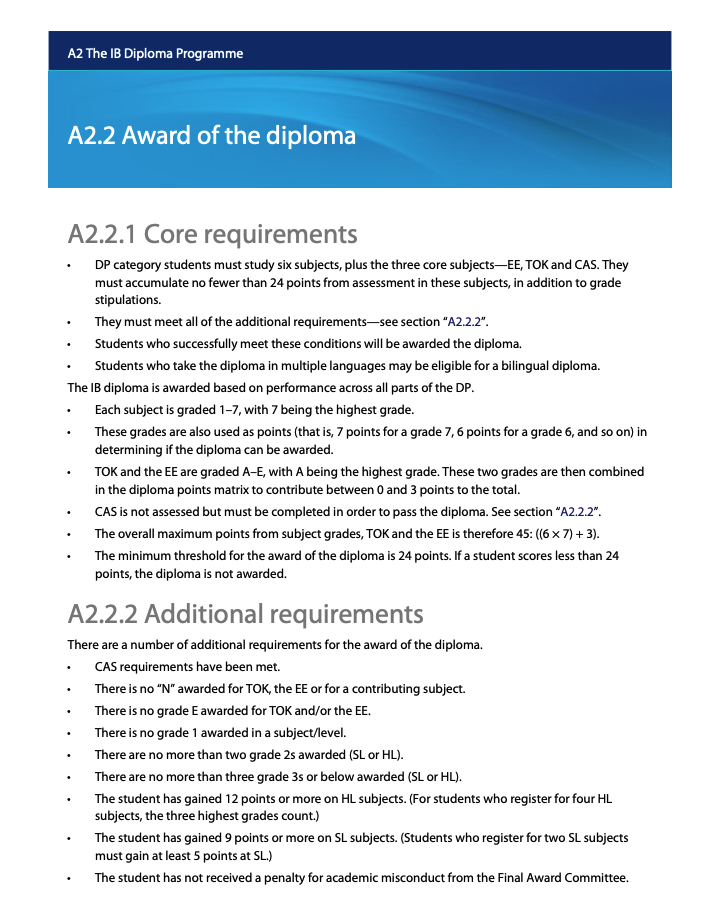 A2 The IB Diploma Programme
A2.2 Award of the diploma
A2.2.1 Core requirements
• DP category students must study six subjects, plus the three core subjects—EE, TOK and CAS. They
must accumulate no fewer than 24 points from assessment in these subjects, in addition to grade
stipulations.
• They must meet all of the additional requirements—see section “A2.2.2”.
• Students who successfully meet these conditions will be awarded the diploma.
• Students who take the diploma in multiple languages may be eligible for a bilingual diploma.
The IB diploma is awarded based on performance across all parts of the DP.
• Each subject is graded 1–7, with 7 being the highest grade.
• These grades are also used as points (that is, 7 points for a grade 7, 6 points for a grade 6, and so on) in
determining if the diploma can be awarded.
• TOK and the EE are graded A–E, with A being the highest grade. These two grades are then combined
in the diploma points matrix to contribute between 0 and 3 points to the total.
• CAS is not assessed but must be completed in order to pass the diploma. See section “A2.2.2”.
• The overall maximum points from subject grades, TOK and the EE is therefore 45: ((6 × 7) + 3).
• The minimum threshold for the award of the diploma is 24 points. If a student scores less than 24
points, the diploma is not awarded.
A2.2.2 Additional requirements
There are a number of additional requirements for the award of the diploma.
• CAS requirements have been met.
• There is no “N” awarded for TOK, the EE or for a contributing subject.
• There is no grade E awarded for TOK and/or the EE.
• There is no grade 1 awarded in a subject/level.
• There are no more than two grade 2s awarded (SL or HL).
• There are no more than three grade 3s or below awarded (SL or HL).
• The student has gained 12 points or more on HL subjects. (For students who register for four HL
subjects, the three highest grades count.)
• The student has gained 9 points or more on SL subjects. (Students who register for two SL subjects
must gain at least 5 points at SL.)
• The student has not received a penalty for academic misconduct from the Final Award Committee.